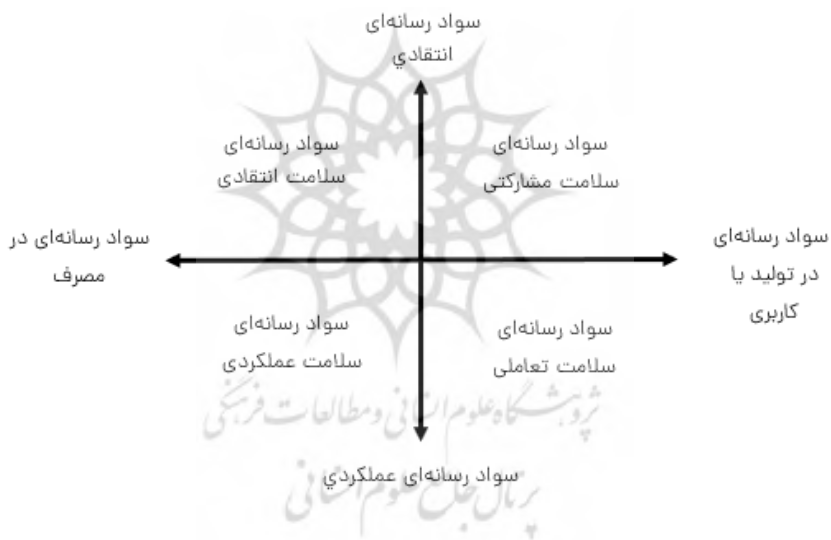 سواد رسانه‌ای
انتقادي
سواد رسانه‌ای
سلامت مشارکتی
سواد رسانه‌ای
سلامت انتقادی
سواد رسانه‌ای
در تولید یا
کاربری
سواد رسانه‌ای در
مصرف
سواد رسانه‌ای
سلامت تعاملی
سواد رسانه‌ای
سلامت عملکردی
پژوهشگاه علوم انسانی و مطالعات فرهنگی
سواد رسانه‌ای عملکردي
پرتال جامع علوم انسانی